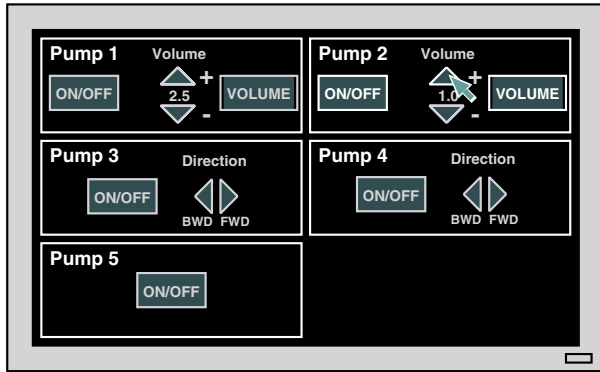 Pump 1
Volume
ON/OFF
+
2.5
-
VOLUME
Pump 2
Volume
ON/OFF
+
1.0
-
VOLUME
Pump 3
Direction
ON/OFF
BWD FWD
Pump 4
Direction
ON/OFF
BWD FWD
Pump 5
ON/OFF